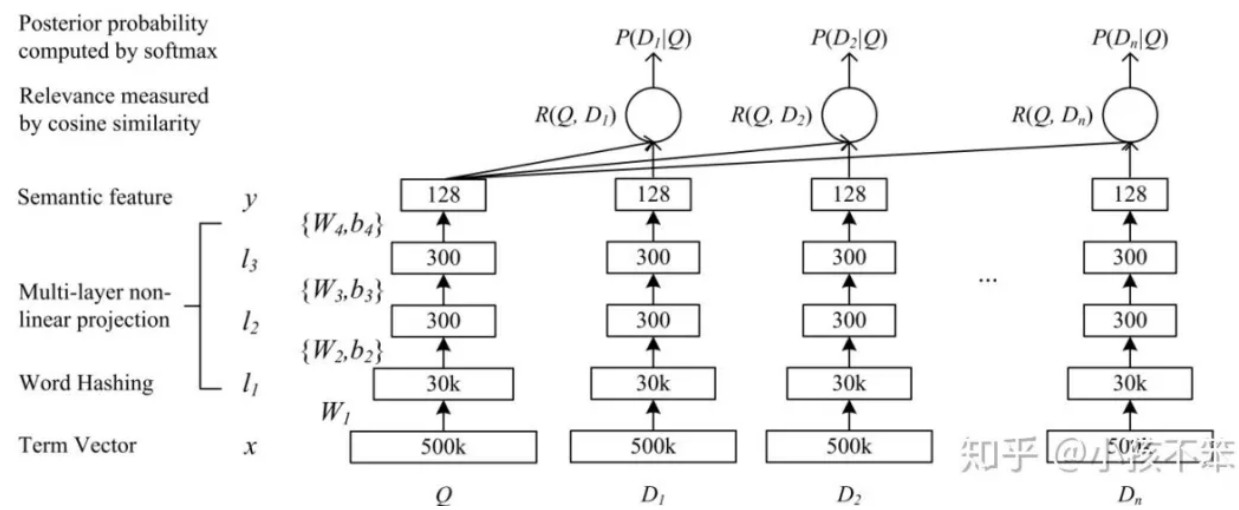 Posterior probability
computed by softmax
P(D1|Q) P(D2|Q) P(Dn|Q)
Relevance measured
by cosine similarity
R(Q, D1) R(Q, D2) R(Q, Dn)
Semantic feature y 128 128 128 128
{W4,b4}
l3 300 300 300 300
Multi-layer non-
linear projection
{W3,b3}
...
l2 300 300 300 300
{W2,b2}
Word Hashing l1 30k 30k 30k 30k
W1
Term Vector x 500k 500k 500k 500k
知乎 @小孩不笨
Q D1 D2 Dn